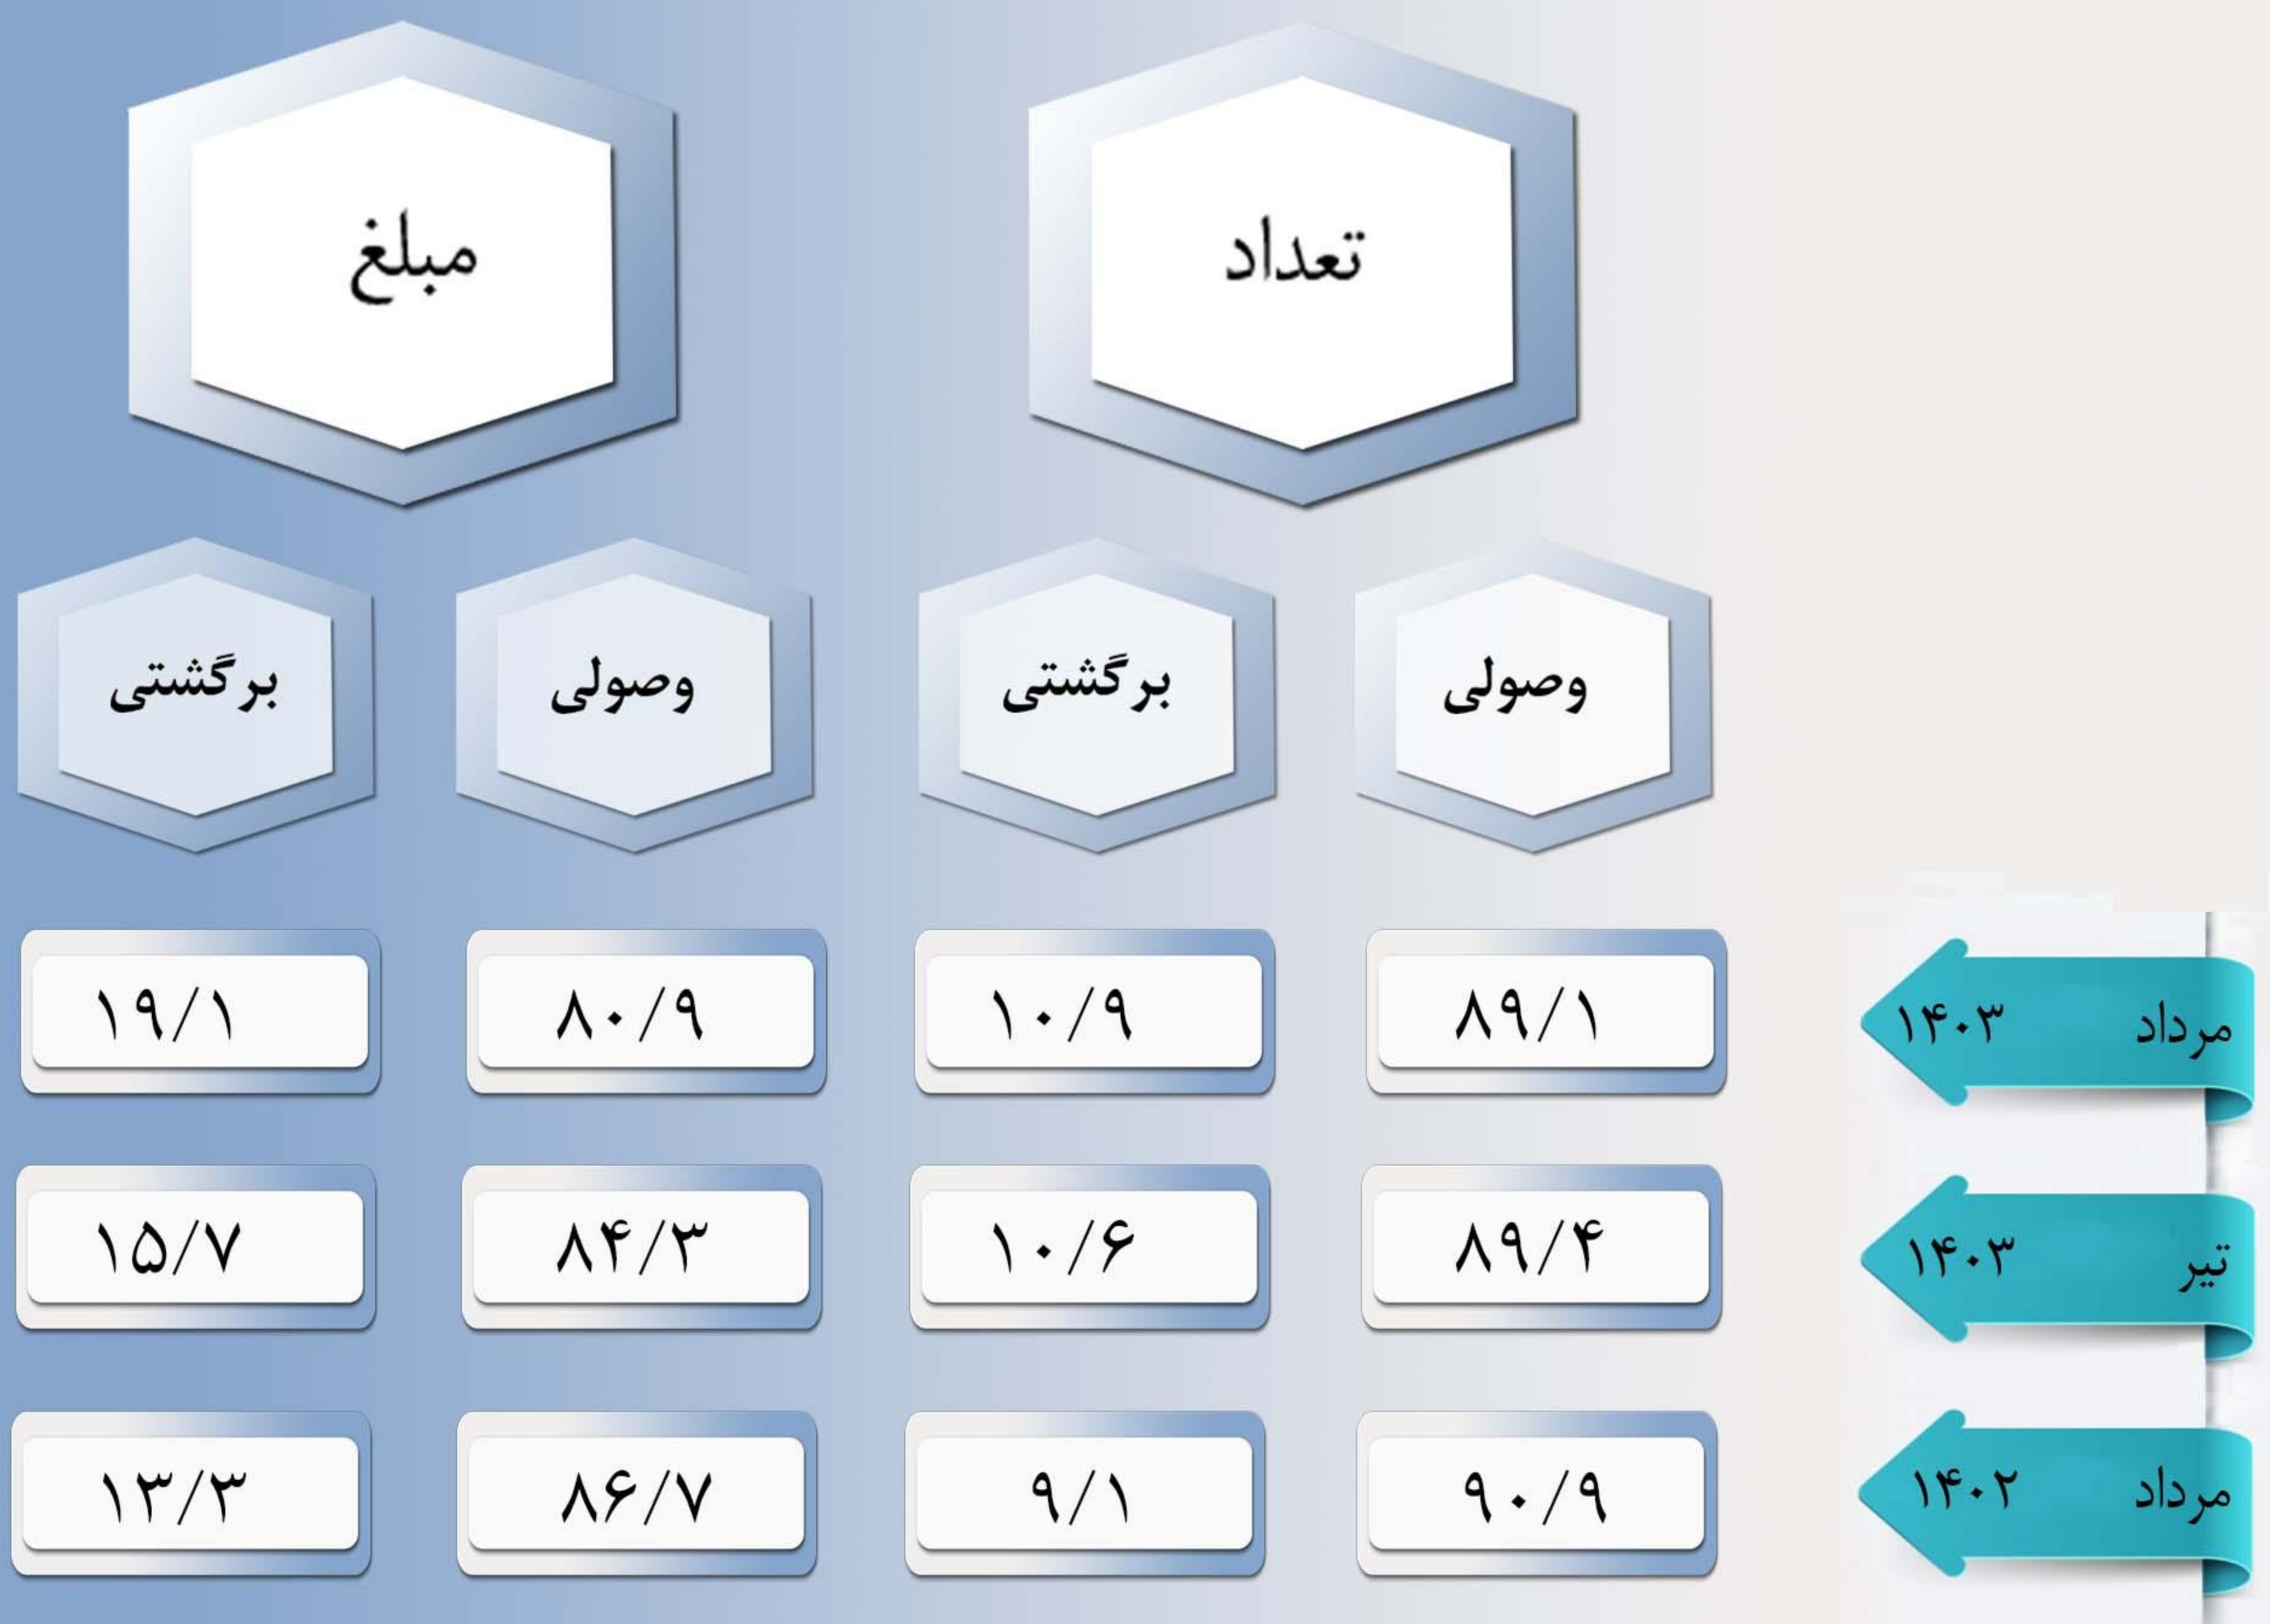 تعداد مبلغ
وصولی برگشتی وصولی برگشتی
مرداد ۱۴۰۳ ۸۹/۱ ۱۰/۹ ۸۰/۹ ۱۹/۱
تیر ۱۴۰۳ ۸۹/۴ ۱۰/۶ ۸۴/۳ ۱۵/۷
مرداد ۱۴۰۲ ۹۰/۹ ۹/۱ ۸۶/۷ ۱۳/۳